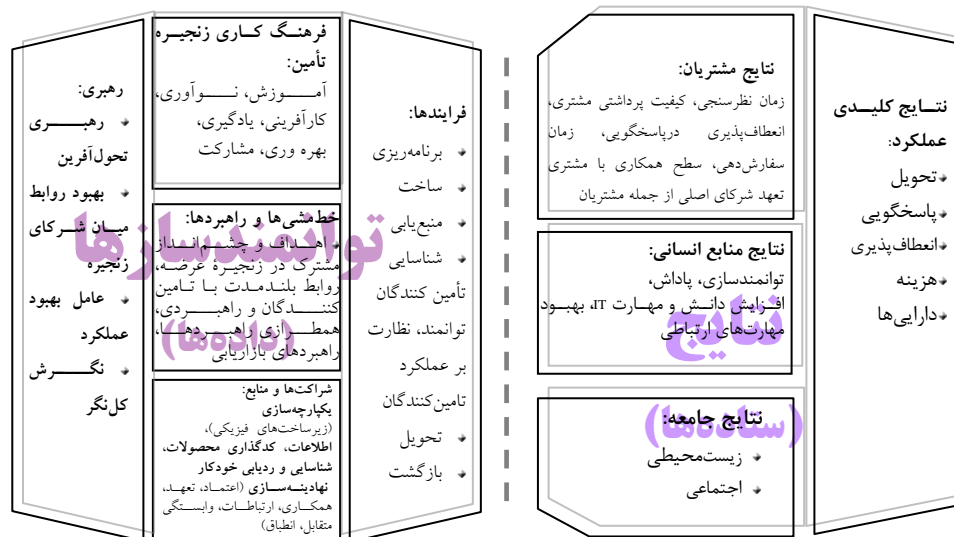 رهبری:
رهبری
تحول‌آفرین
بهبود روابط
میان شرکای
زنجیره
عامل بهبود
عملکرد
نگرش
کل‌نگر
فرهنگ کاری زنجیره
تأمین:
آموزش، نوآوری،
کارآفرینی، یادگیری،
بهره وری، مشارکت
خط‌مشی‌ها و راهبردها:
اهداف و چشم‌انداز
مشترک در زنجیرهٔ عرضه،
روابط بلندمدت با تامین
کنندگان و راهبردی،
همطرازی راهبردها،
راهبردهای بازاریابی
شراکت‌ها و منابع:
یکپارچه‌سازی
(زیرساخت‌های فیزیکی)،
اطلاعات، کدگذاری محصولات،
شناسایی و ردیابی خودکار
نهادینه‌سازی (اعتماد، تعهد،
همکاری، ارتباطات، وابستگی
متقابل، انطباق)
فرایندها:
برنامه‌ریزی
ساخت
منبع‌یابی
شناسایی
تأمین کنندگان
توانمند، نظارت
بر عملکرد
تامین‌کنندگان
تحویل
بازگشت
توانمندسازها
(داده‌ها)
نتایج مشتریان:
زمان نظرسنجی، کیفیت پرداشتی مشتری،
انعطاف‌پذیری درپاسخگویی، زمان
سفارش‌دهی، سطح همکاری با مشتری
تعهد شرکای اصلی از جمله مشتریان
نتایج منابع انسانی:
توانمندسازی، پاداش،
افزایش دانش و مهارت IT، بهبود
مهارت‌های ارتباطی
نتایج جامعه:
زیست‌محیطی
اجتماعی
نتایج
(ستاده‌ها)
نتایج کلیدی
عملکرد:
تحویل
پاسخگویی
انعطاف‌پذیری
هزینه
دارایی‌ها